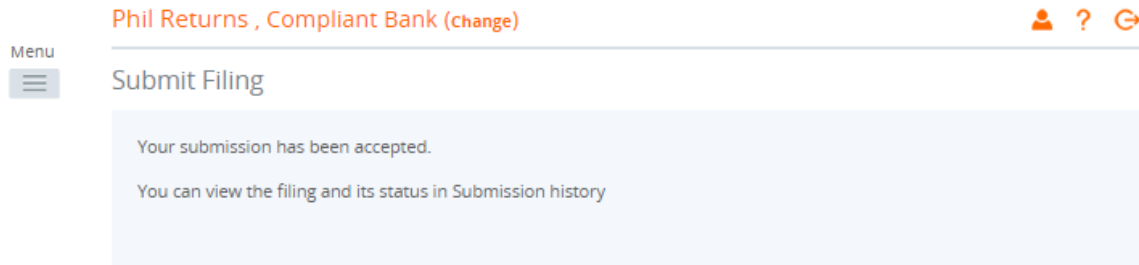 Phil Returns , Compliant Bank (Change)
?
Menu
Submit Filing
Your submission has been accepted.
You can view the filing and its status in Submission history